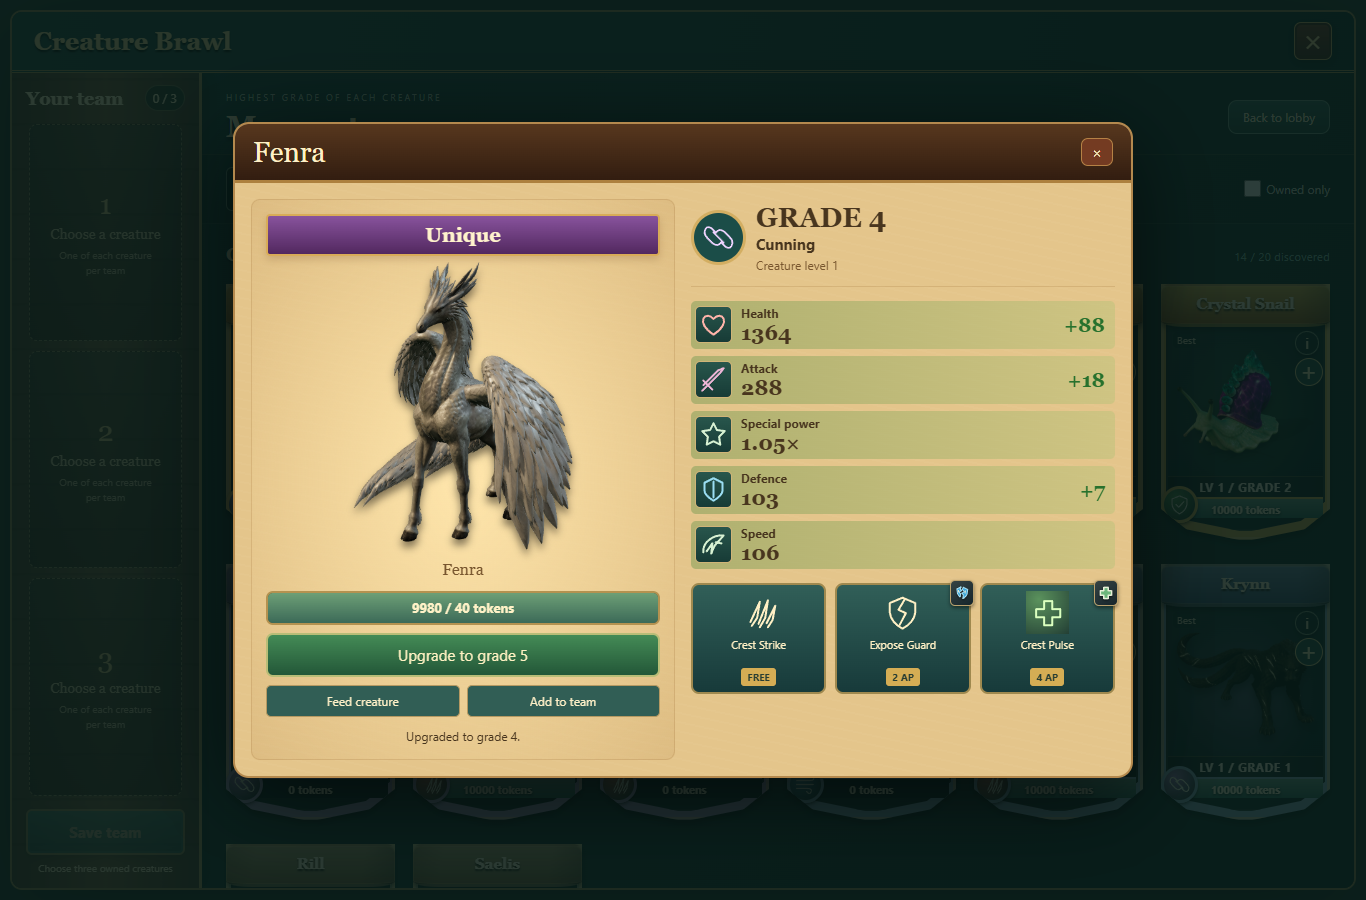 Creature Brawl
×
Your team
0/3
1
Choose a creature
One of each creature
per team
2
Choose a creature
One of each creature
per team
3
Choose a creature
One of each creature
per team
Save team
Choose three owned creatures
HIGHEST GRADE OF EACH CREATURE
Back to lobby
Owned only
14 / 20 discovered
Fenra
×
Unique
Fenra
9980 / 40 tokens
Upgrade to grade 5
Feed creature
Add to team
Upgraded to grade 4.
GRADE 4
Cunning
Creature level 1
Health
1364
+88
Attack
288
+18
Special power
1.05×
Defence
103
+7
Speed
106
Crest Strike
FREE
Expose Guard
2 AP
Crest Pulse
4 AP
Crystal Snail
Best
i
+
LV 1 / GRADE 2
10000 tokens
Krynn
Best
i
+
LV 1 / GRADE 1
10000 tokens
0 tokens
10000 tokens
0 tokens
0 tokens
10000 tokens
Rill
Saelis